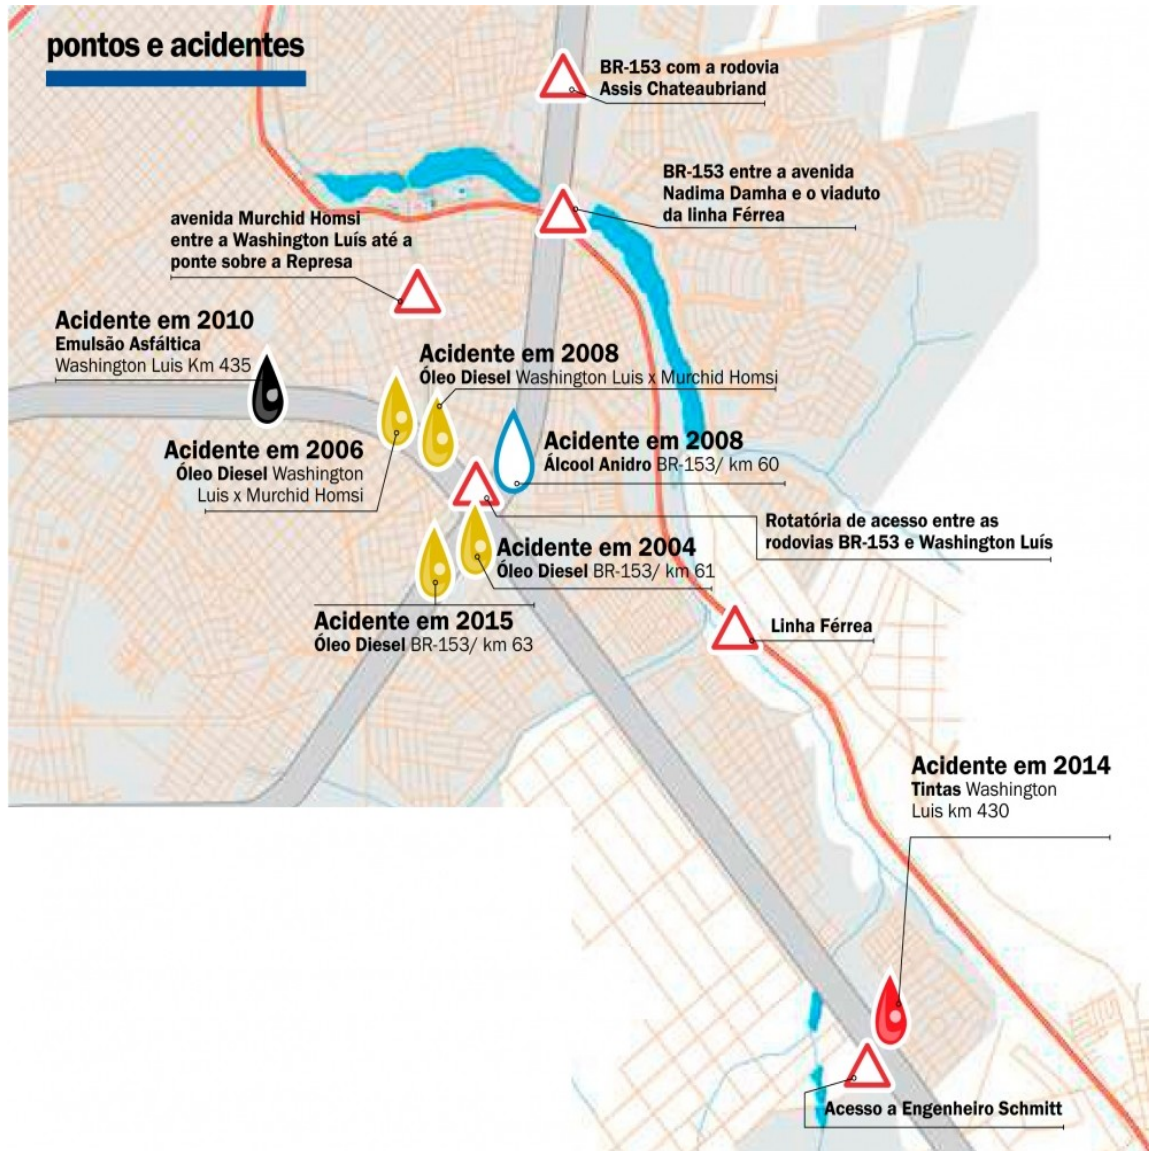 pontos e acidentes
BR-153 com a rodovia
Assis Chateaubriand
BR-153 entre a avenida
Nadima Damha e o viaduto
da linha Férrea
avenida Murchid Homsi
entre a Washington Luís até a
ponte sobre a Represa
Acidente em 2010
Emulsão Asfáltica
Washington Luis Km 435
Acidente em 2008
Óleo Diesel Washington Luis x Murchid Homsi
Acidente em 2006
Óleo Diesel Washington
Luis x Murchid Homsi
Acidente em 2008
Álcool Anidro BR-153/ km 60
Rotatória de acesso entre as
rodovias BR-153 e Washington Luís
Acidente em 2004
Óleo Diesel BR-153/ km 61
Acidente em 2015
Óleo Diesel BR-153/ km 63
Linha Férrea
Acidente em 2014
Tintas Washington
Luis km 430
Acesso a Engenheiro Schmitt